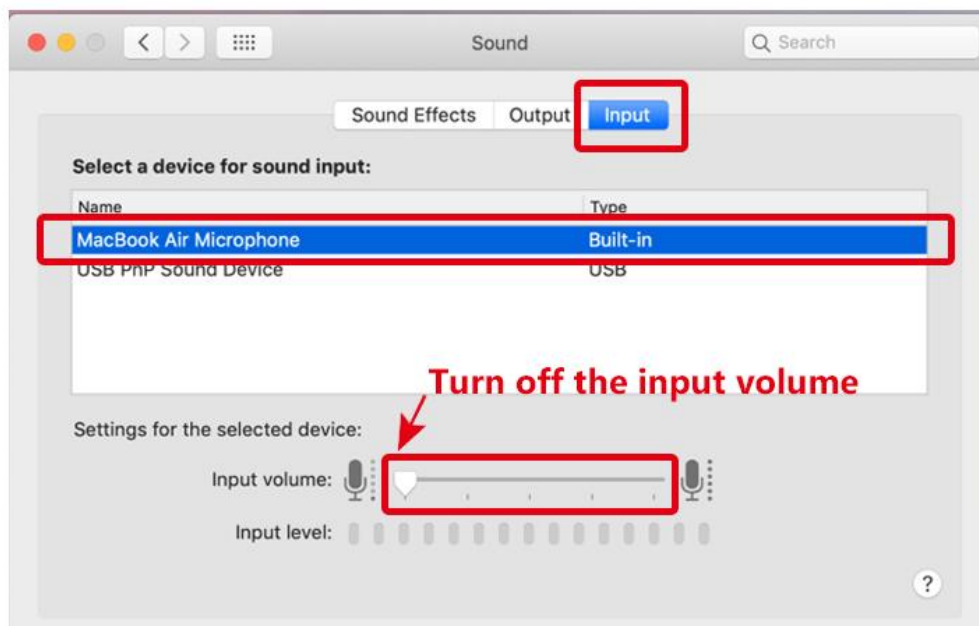 Sound
Search
Sound Effects Output Input
Select a device for sound input:
Name Type
MacBook Air Microphone Built-in
USB PnP Sound Device USB
Turn off the input volume
Settings for the selected device:
Input volume:
Input level:
?